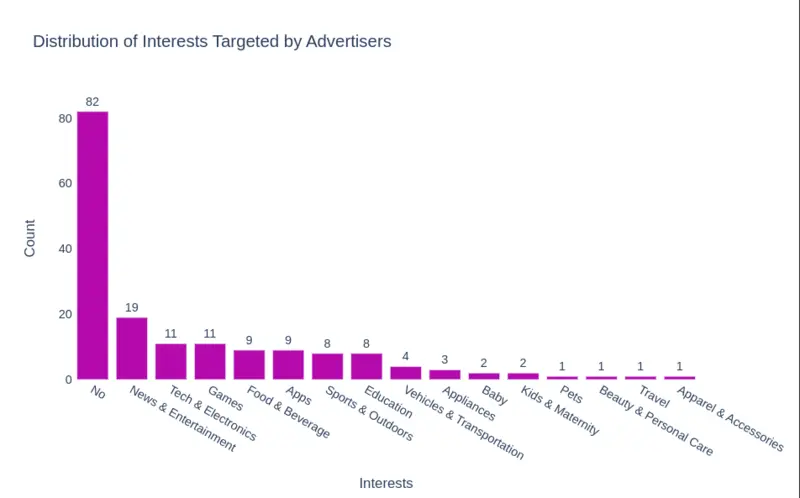 Distribution of Interests Targeted by Advertisers
82
80
60
Count
40
20
19
11
11
9
9
8
8
4
3
2
2
1
1
1
1
0
No
News & Entertainment
Tech & Electronics
Games
Food & Beverage
Apps
Sports & Outdoors
Education
Vehicles & Transportation
Appliances
Baby
Kids & Maternity
Pets
Beauty & Personal Care
Travel
Apparel & Accessories
Interests